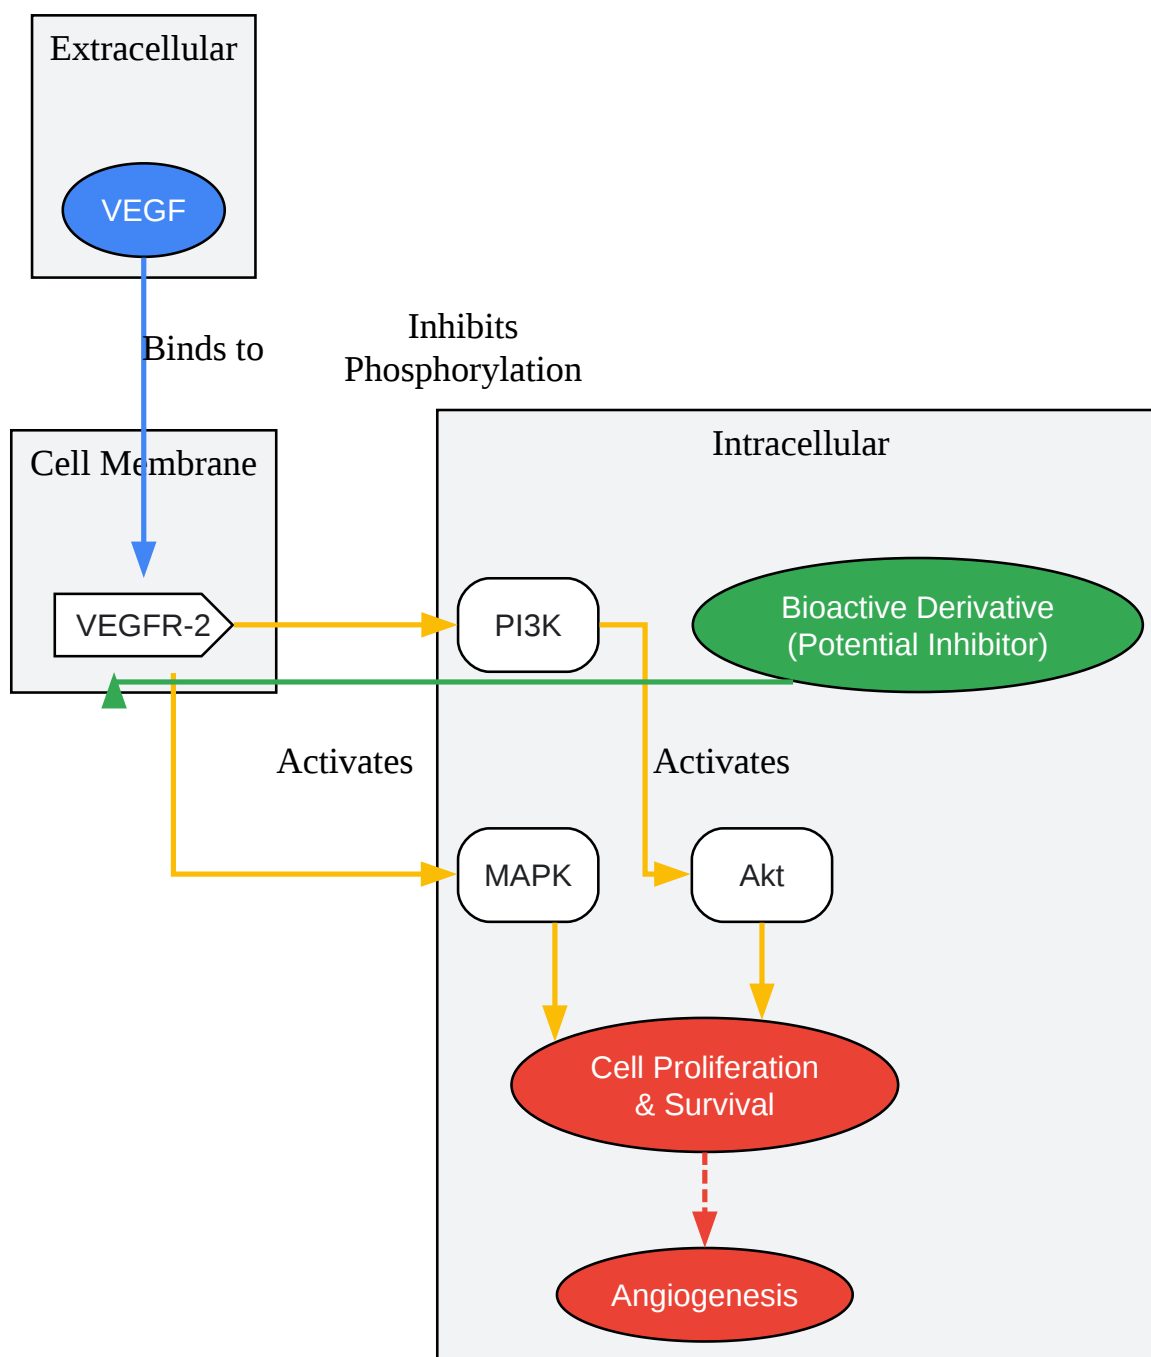 Extracellular
VEGF
Binds to
Inhibits
Phosphorylation
Cell Membrane
Intracellular
VEGFR-2
PI3K
Bioactive Derivative
(Potential Inhibitor)
Activates
Activates
MAPK
Akt
Cell Proliferation
& Survival
Angiogenesis